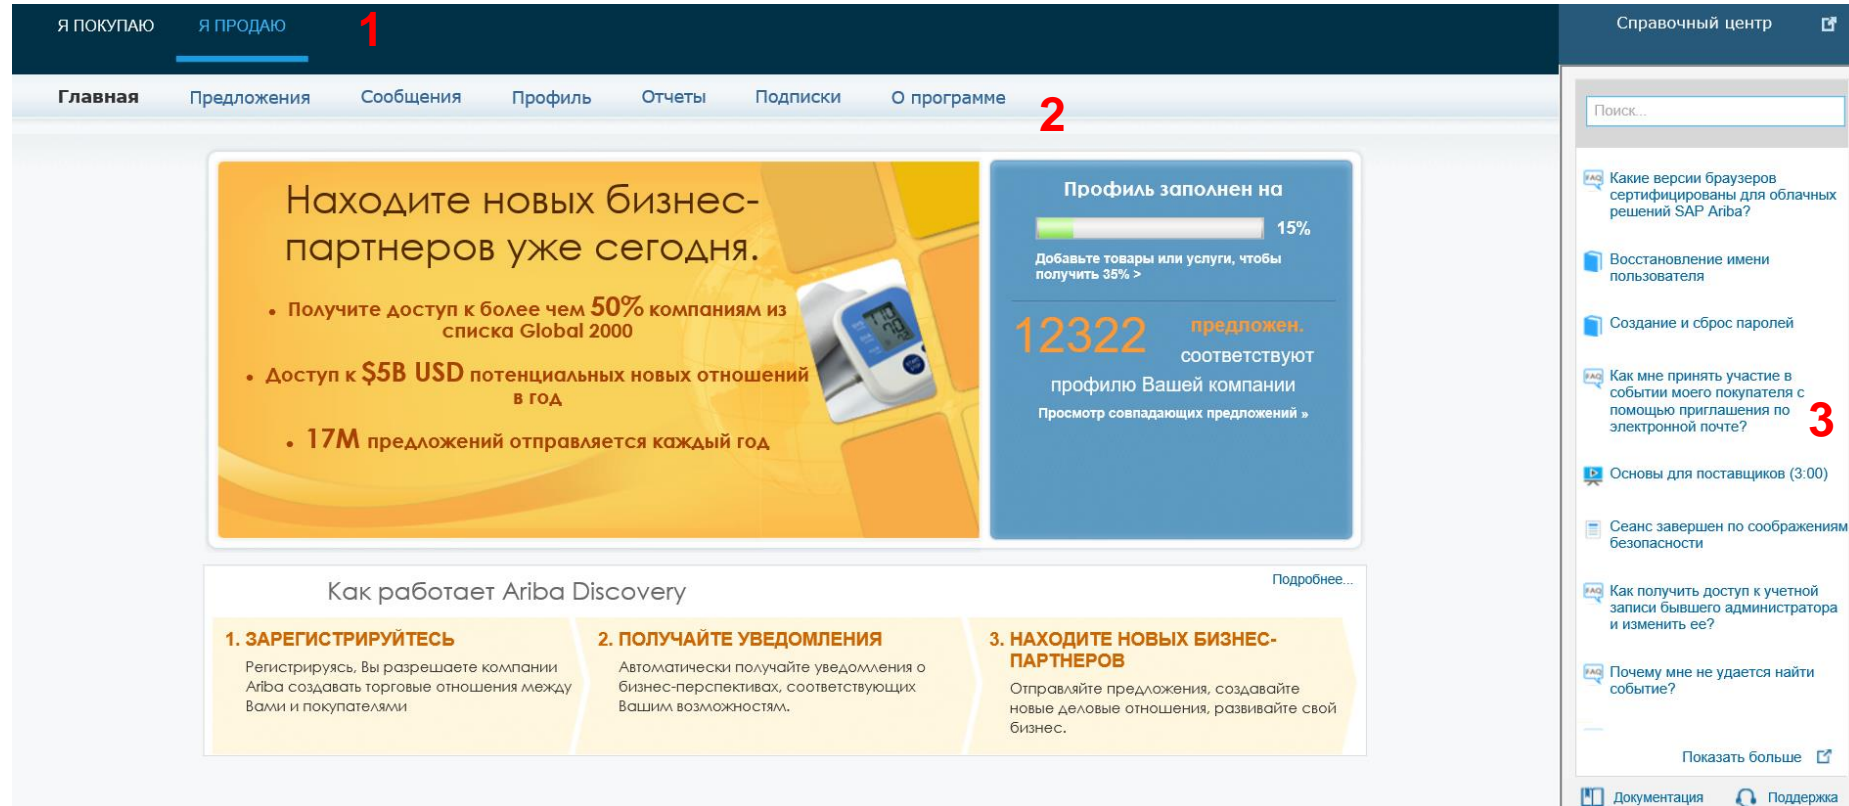 Я ПОКУПАЮ
Я ПРОДАЮ
1
Справочный центр
Главная
Предложения
Сообщения
Профиль
Отчеты
Подписки
О программе
2
Находите новых бизнес-
партнеров уже сегодня.
• Получите доступ к более чем 50% компаниям из
списка Global 2000
• Доступ к $5B USD потенциальных новых отношений
в год
• 17M предложений отправляется каждый год
Профиль заполнен на
15%
Добавьте товары или услуги, чтобы
получить 35% >
12322 предложен.
соответствуют
профилю Вашей компании
Просмотр совпадающих предложений »
Как работает Ariba Discovery
Подробнее...
1. ЗАРЕГИСТРИРУЙТЕСЬ
Регистрируясь, Вы разрешаете компании
Ariba создавать торговые отношения между
Вами и покупателями
2. ПОЛУЧАЙТЕ УВЕДОМЛЕНИЯ
Автоматически получайте уведомления о
бизнес-перспективах, соответствующих
Вашим возможностям.
3. НАХОДИТЕ НОВЫХ БИЗНЕС-
ПАРТНЕРОВ
Отправляйте предложения, создавайте
новые деловые отношения, развивайте свой
бизнес.
Поиск...
FAQ Какие версии браузеров
сертифицированы для облачных
решений SAP Ariba?
Восстановление имени
пользователя
Создание и сброс паролей
FAQ Как мне принять участие в
событии моего покупателя с
помощью приглашения по
электронной почте?
3
Основы для поставщиков (3:00)
Сеанс завершен по соображениям
безопасности
FAQ Как получить доступ к учетной
записи бывшего администратора
и изменить ее?
FAQ Почему мне не удается найти
событие?
Показать больше
Документация
Поддержка